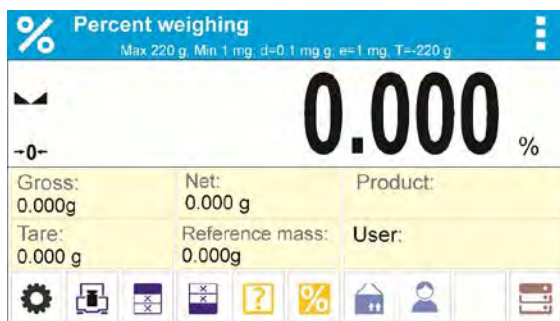 % Percent weighing
Max 220 g, Min 1 mg; d=0.1 mg g; e=1 mg, T=-220 g
0.000 %
→0←
Gross: Net: Product:
0.000g 0.000 g
Tare: Reference mass: User:
0.000 g 0.000g
? %